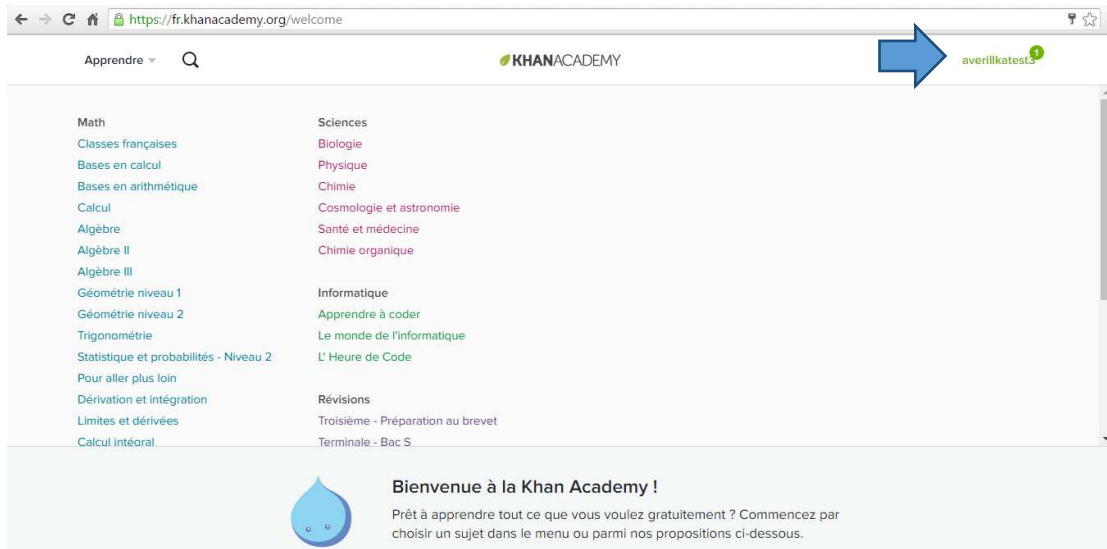 https://fr.khanacademy.org/welcome
Apprendre
KHANACADEMY
averillkatest3
1
Math
Classes françaises
Bases en calcul
Bases en arithmétique
Calcul
Algèbre
Algèbre II
Algèbre III
Géométrie niveau 1
Géométrie niveau 2
Trigonométrie
Statistique et probabilités - Niveau 2
Pour aller plus loin
Dérivation et intégration
Limites et dérivées
Calcul intégral
Sciences
Biologie
Physique
Chimie
Cosmologie et astronomie
Santé et médecine
Chimie organique
Informatique
Apprendre à coder
Le monde de l'informatique
L' Heure de Code
Révisions
Troisième - Préparation au brevet
Terminale - Bac S
Bienvenue à la Khan Academy !
Prêt à apprendre tout ce que vous voulez gratuitement ? Commencez par
choisir un sujet dans le menu ou parmi nos propositions ci-dessous.